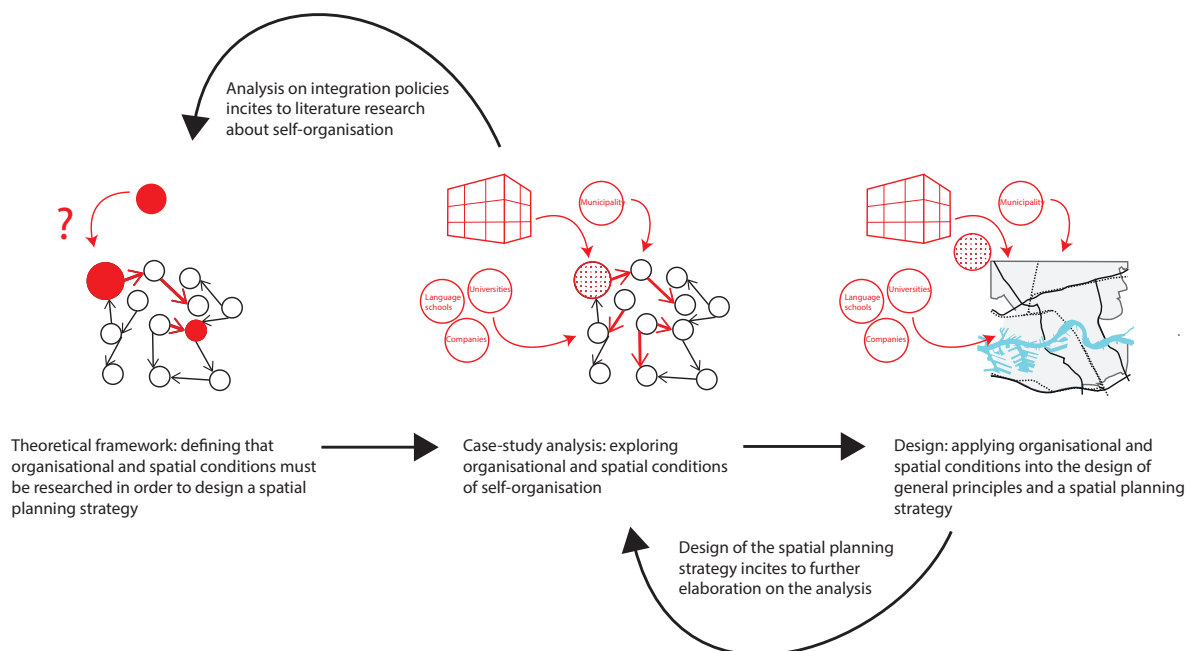 Analysis on integration policies
incites to literature research
about self-organisation
?
Municipality
Language
schools
Universities
Companies
Municipality
Language
schools
Universities
Companies
Theoretical framework: defining that
organisational and spatial conditions must
be researched in order to design a spatial
planning strategy
Case-study analysis: exploring
organisational and spatial conditions
of self-organisation
Design: applying organisational and
spatial conditions into the design of
general principles and a spatial planning
strategy
Design of the spatial planning
strategy incites to further
elaboration on the analysis